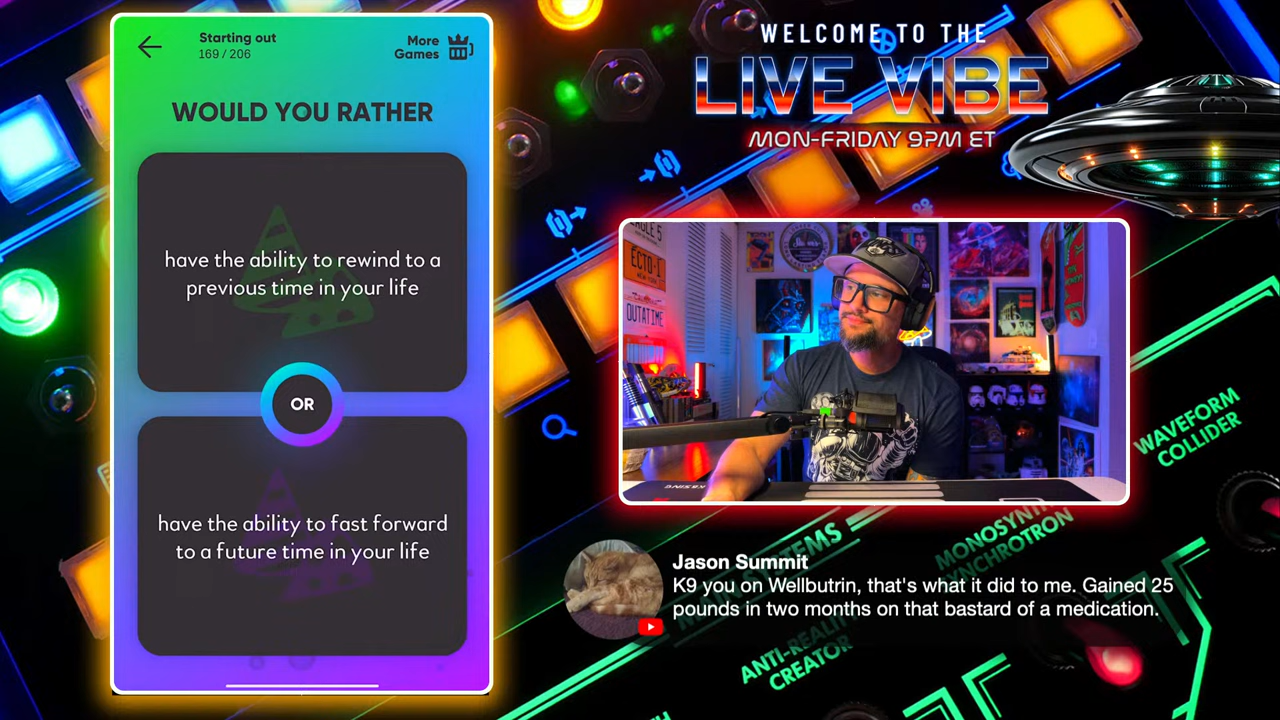 Starting out
169 / 206
More
Games
WOULD YOU RATHER
have the ability to rewind to a
previous time in your life
OR
have the ability to fast forward
to a future time in your life
WELCOME TO THE
LIVE VIBE
MON-FRIDAY 9PM ET
ECTO-1
OUTATIME
Jason Summit
K9 you on Wellbutrin, that's what it did to me. Gained 25
pounds in two months on that bastard of a medication.
WAVEFORM
COLLIDER
MONOSYNTH
SYNCHROTRON
ANTI-REALITY
CREATOR